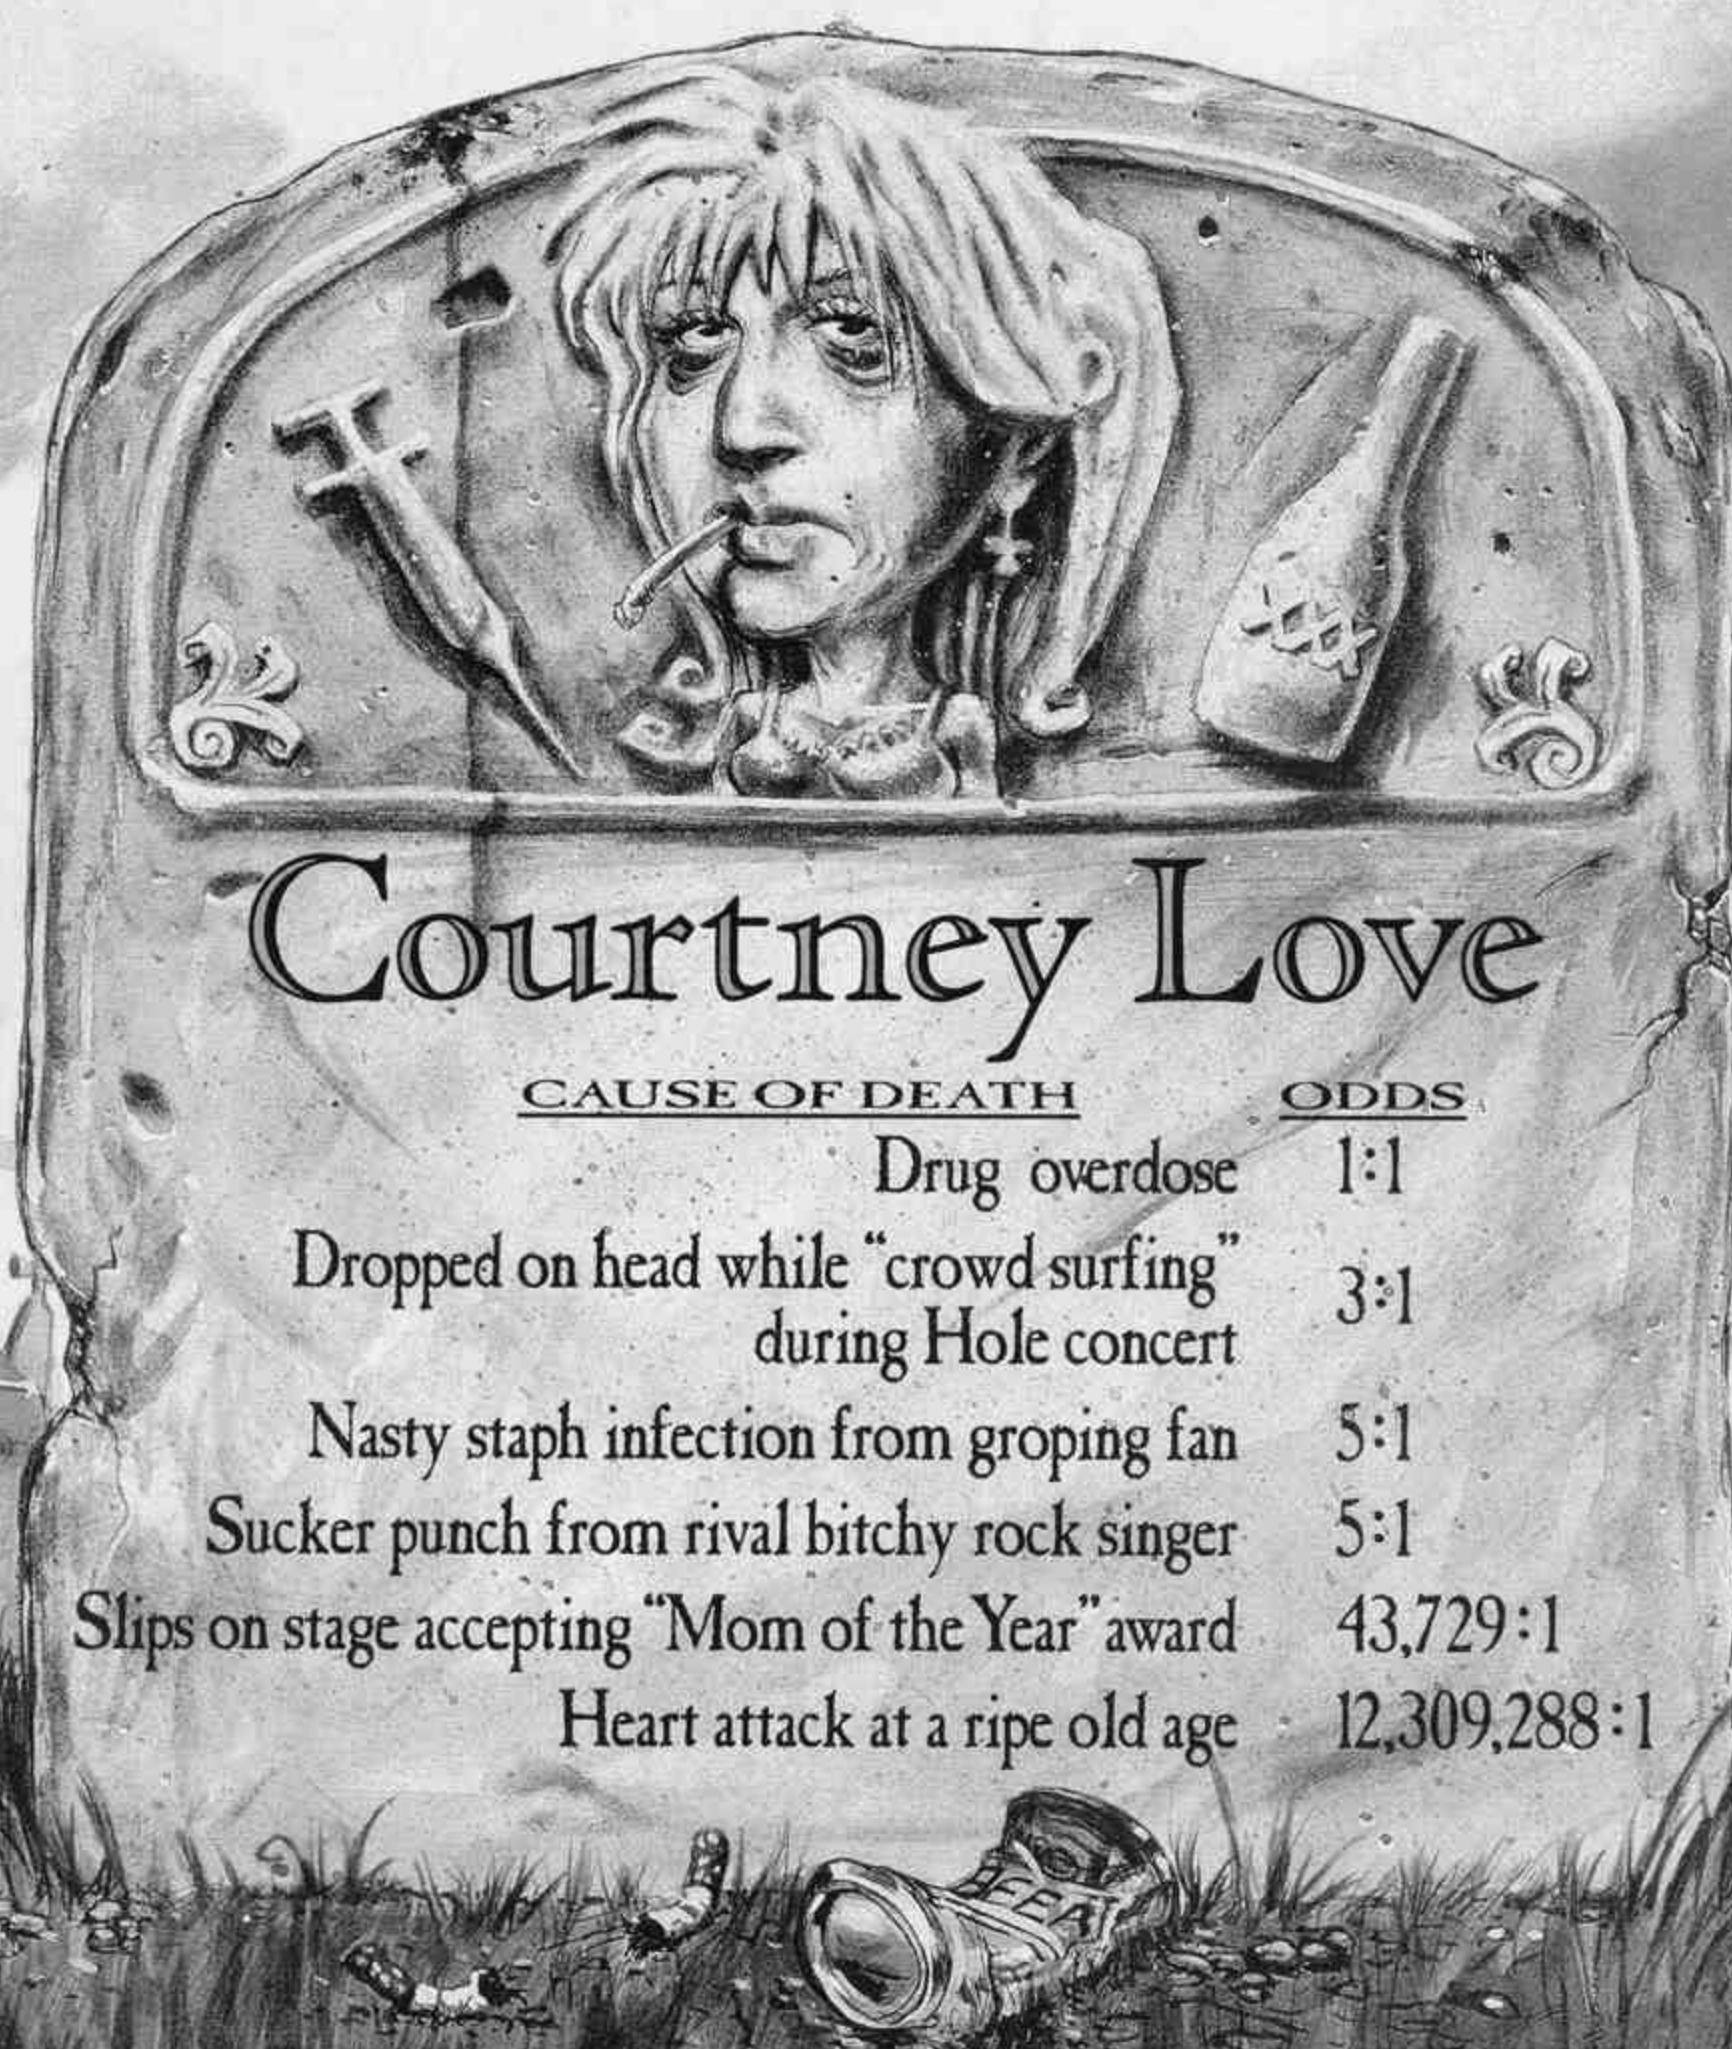 XXX
Courtney Love
CAUSE OF DEATH ODDS
Drug overdose 1:1
Dropped on head while “crowd surfing”
during Hole concert 3:1
Nasty staph infection from groping fan 5:1
Sucker punch from rival bitchy rock singer 5:1
Slips on stage accepting “Mom of the Year” award 43,729:1
Heart attack at a ripe old age 12,309,288:1
BEER